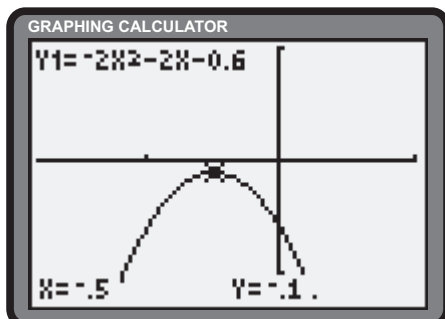 GRAPHING CALCULATOR
Y1=⁻2X²−2X−0.6
X=⁻.5 Y=⁻.1 .